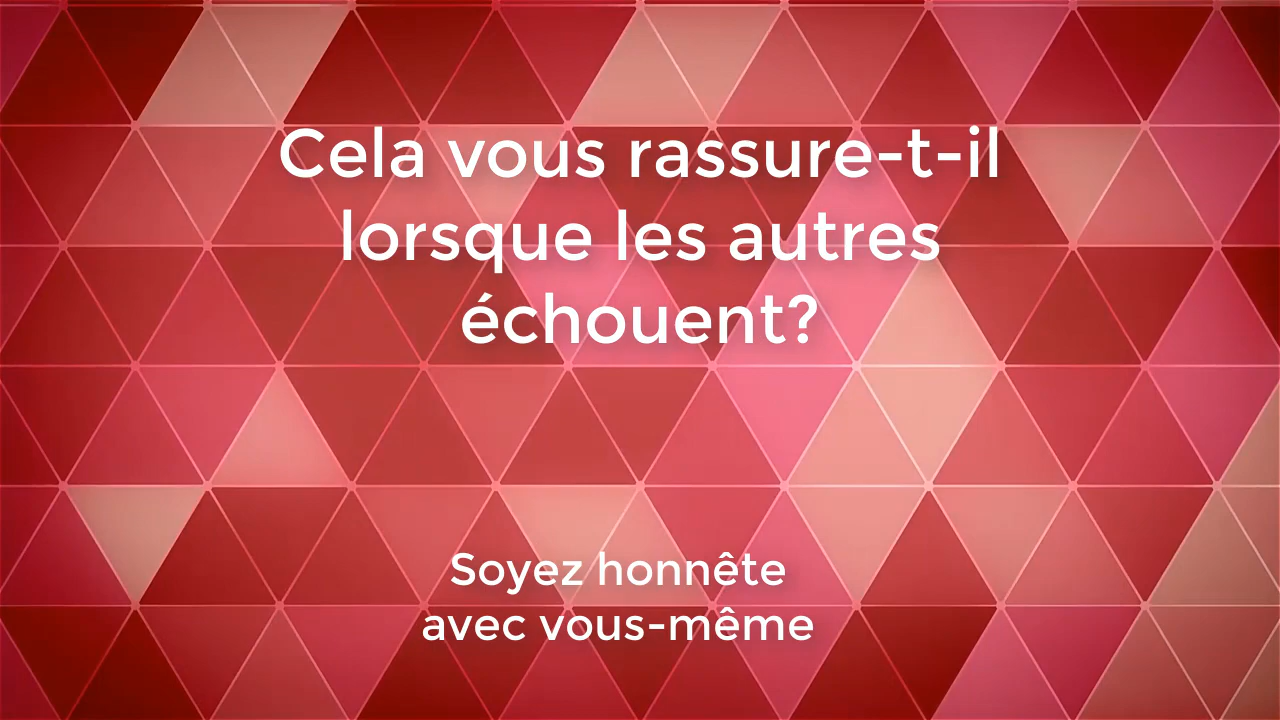 Cela vous rassure-t-il
lorsque les autres
échouent?
Soyez honnête
avec vous-même